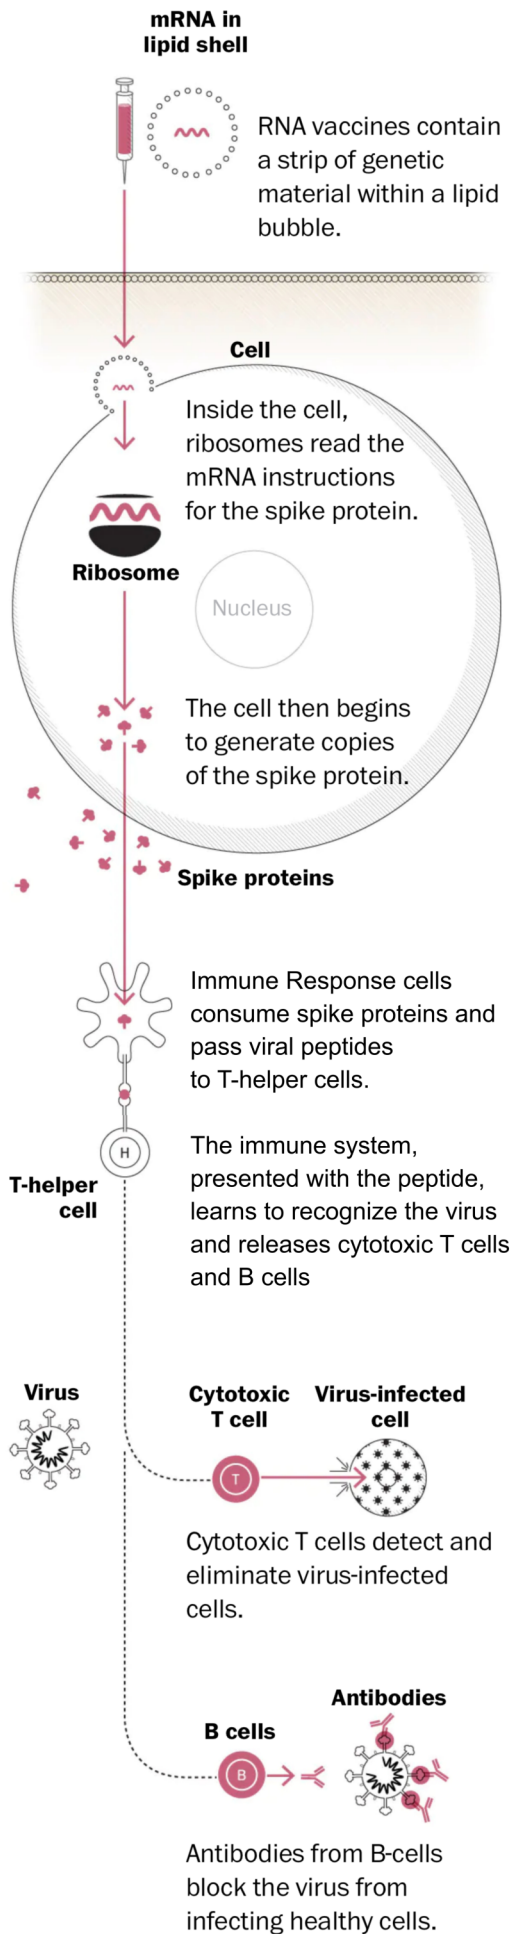 mRNA in
lipid shell
RNA vaccines contain
a strip of genetic
material within a lipid
bubble.
Cell
Inside the cell,
ribosomes read the
mRNA instructions
for the spike protein.
Ribosome
Nucleus
The cell then begins
to generate copies
of the spike protein.
Spike proteins
Immune Response cells
consume spike proteins and
pass viral peptides
to T-helper cells.
H
T-helper
cell
The immune system,
presented with the peptide,
learns to recognize the virus
and releases cytotoxic T cells
and B cells
Virus
Cytotoxic
T cell
Virus-infected
cell
T
Cytotoxic T cells detect and
eliminate virus-infected
cells.
Antibodies
B cells
B
Antibodies from B-cells
block the virus from
infecting healthy cells.